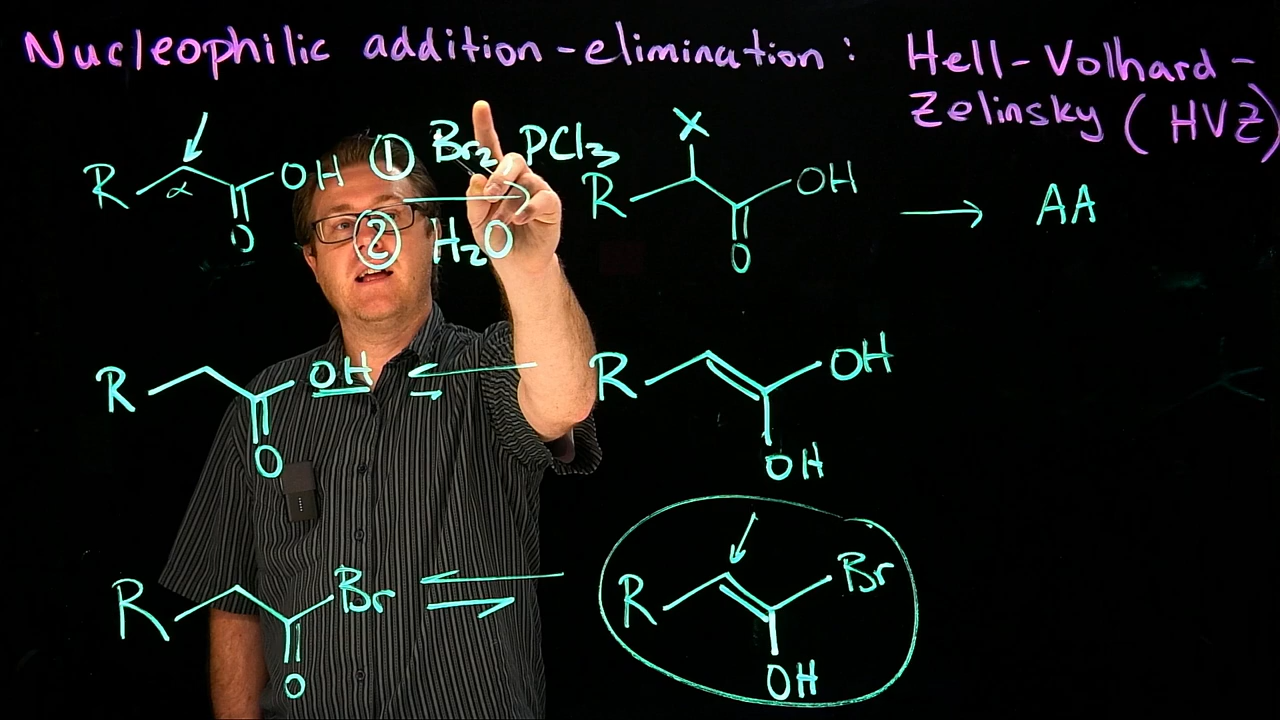 Nucleophilic addition-elimination: Hell-Volhard-
Zelinsky (HVZ)
R α OH O ① Br2 PCl3 ② H2O R X OH O → AA
R OH O R OH OH
R Br O R Br OH